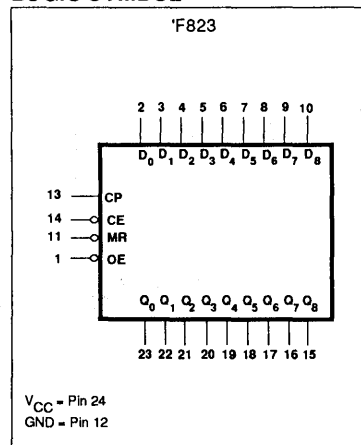 'F823
2 3 4 5 6 7 8 9 10
D0 D1 D2 D3 D4 D5 D6 D7 D8
13 CP
14 CE
11 MR
1 OE
Q0 Q1 Q2 Q3 Q4 Q5 Q6 Q7 Q8
23 22 21 20 19 18 17 16 15
VCC = Pin 24
GND = Pin 12